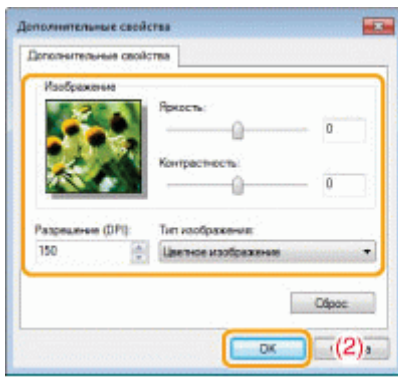 Дополнительные свойства
Дополнительные свойства
Изображение
Яркость:
0
Контрастность:
0
Разрешение (DPI):
Тип изображения:
150
Цветное изображение
Сброс
OK
(2)